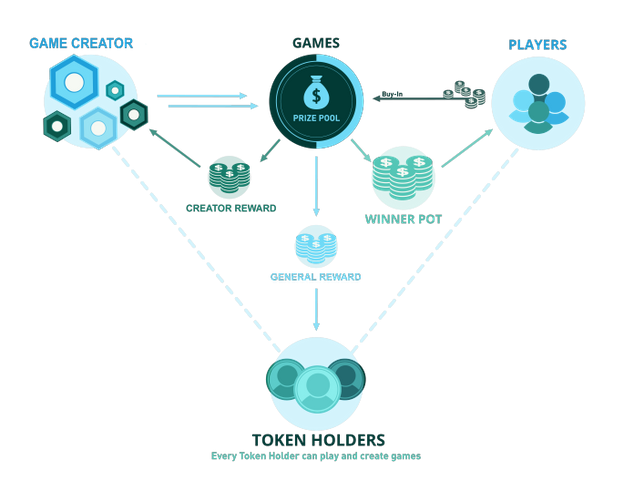 GAME CREATOR
GAMES
PLAYERS
Buy-In
$
PRIZE POOL
$ $ $
CREATOR REWARD
$ $ $
WINNER POT
$ $ $
GENERAL REWARD
TOKEN HOLDERS
Every Token Holder can play and create games